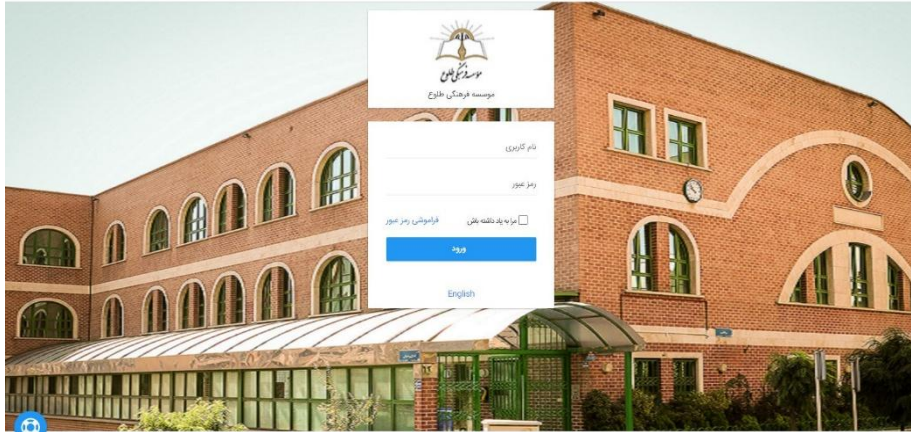 موسسه فرهنگی طلوع
موسسه فرهنگی طلوع
نام کاربری
رمز عبور
مرا به یاد داشته باش
فراموشی رمز عبور
ورود
English